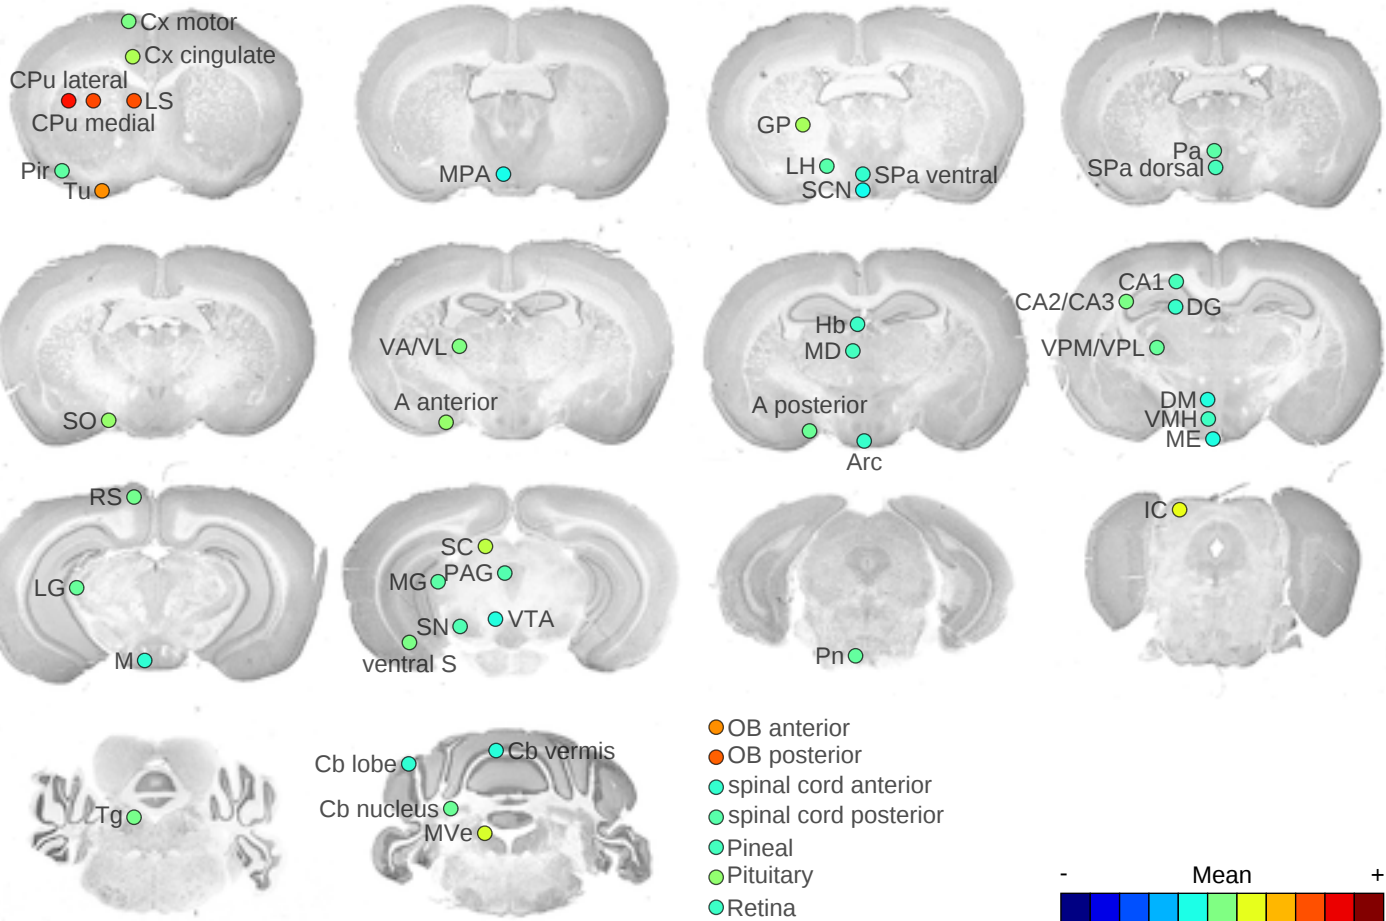 Cx motor
Cx cingulate
CPu lateral
LS
CPu medial
Pir
Tu
MPA
GP
LH
SPa ventral
SCN
Pa
SPa dorsal
SO
VA/VL
A anterior
Hb
MD
A posterior
Arc
CA1
CA2/CA3
DG
VPM/VPL
DM
VMH
ME
RS
LG
M
SC
MG
PAG
SN
VTA
ventral S
Pn
IC
Tg
Cb lobe
Cb vermis
Cb nucleus
MVe
OB anterior
OB posterior
spinal cord anterior
spinal cord posterior
Pineal
Pituitary
Retina
- Mean +